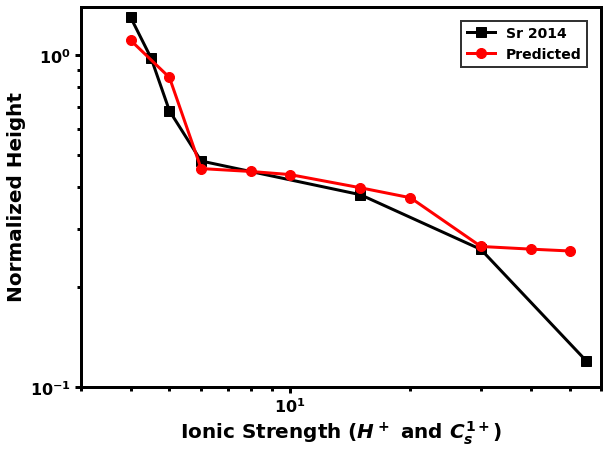 Sr 2014
Predicted
Normalized Height
10⁰
10⁻¹
10¹
Ionic Strength (H⁺ and Cₛ¹⁺)